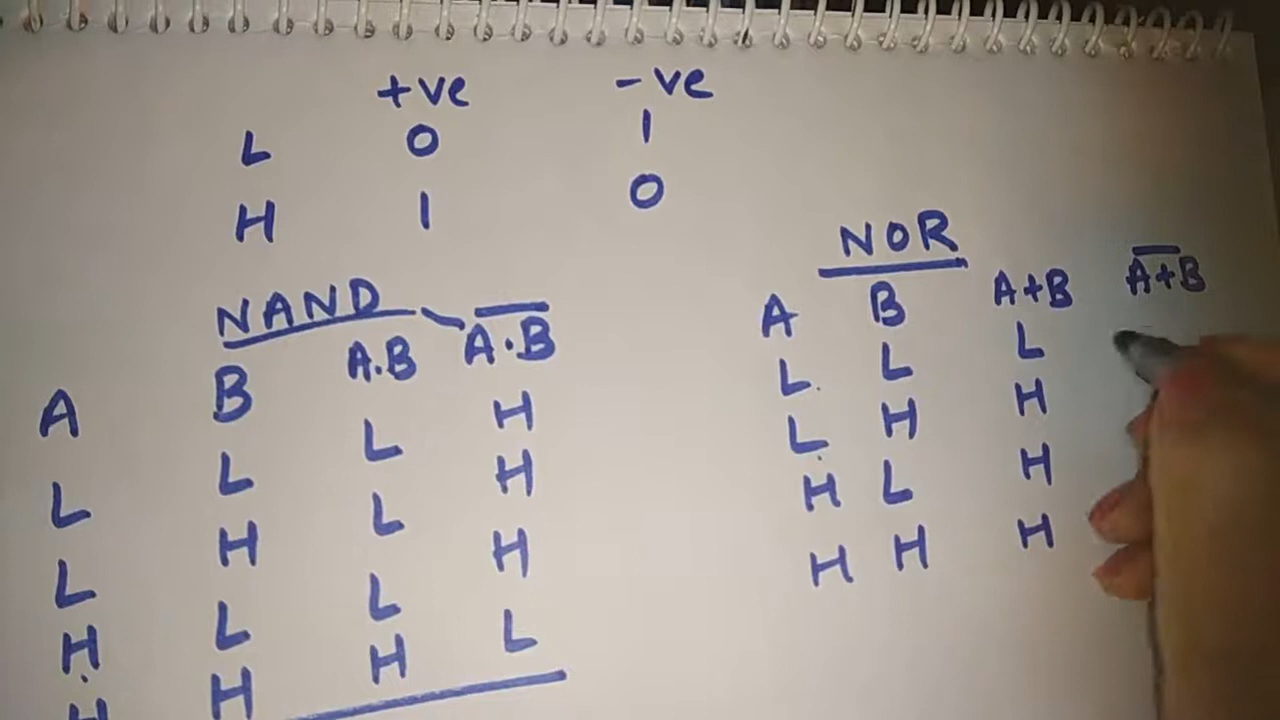 +ve -ve
L 0 1
H 1 0
NAND
A B A.B A.B
L L L H
L H L H
H L L H
H H H L
NOR
A B A+B A+B
L L L
L H H
H L H
H H H